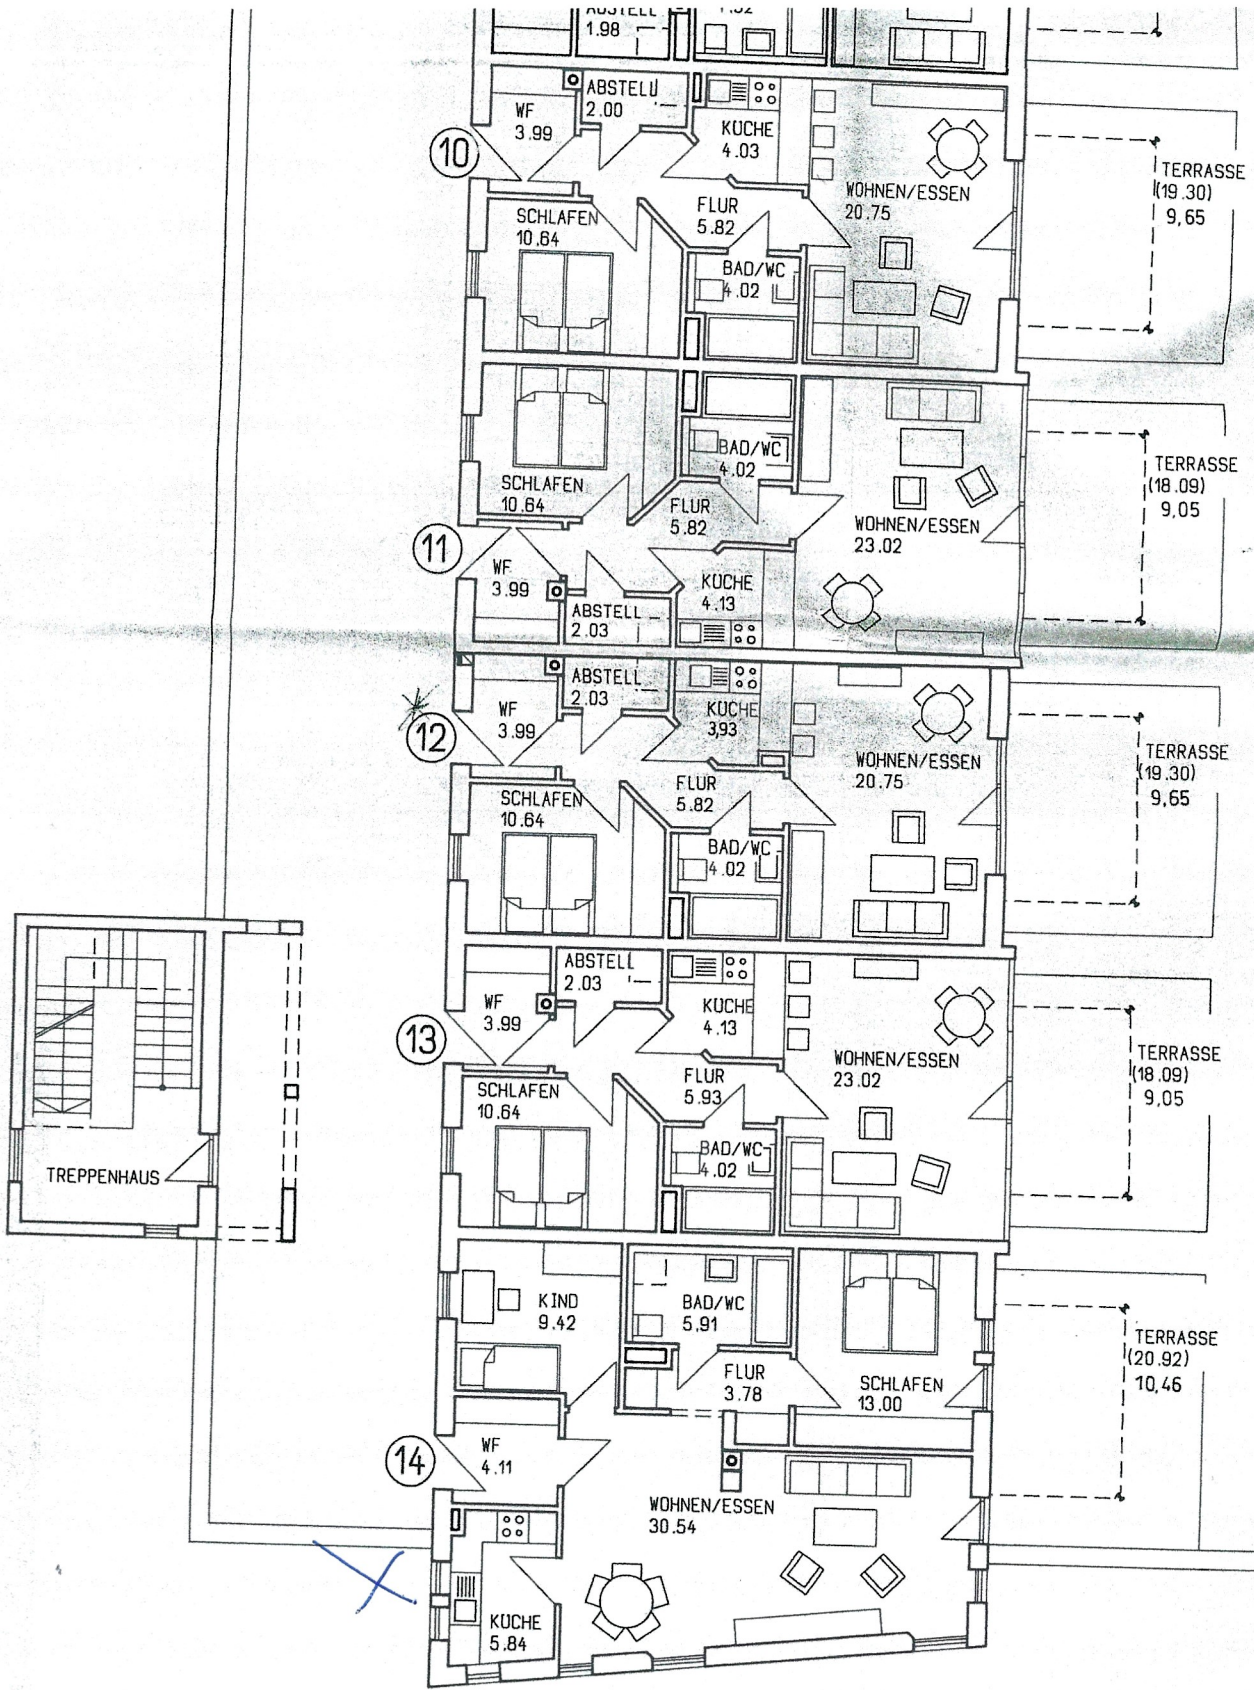 ABSTELL
1.98
ABSTELL
2.00
WF
3.99
KÜCHE
4.03
10
WOHNEN/ESSEN
20.75
TERRASSE
(19.30)
9,65
FLUR
5.82
SCHLAFEN
10.64
BAD/WC
4.02
BAD/WC
4.02
TERRASSE
(18.09)
9,05
SCHLAFEN
10.64
FLUR
5.82
WOHNEN/ESSEN
23.02
11
WF
3.99
KÜCHE
4.13
ABSTELL
2.03
ABSTELL
2.03
WF
3.99
KÜCHE
3,93
12
WOHNEN/ESSEN
20.75
TERRASSE
(19.30)
9,65
FLUR
5.82
SCHLAFEN
10.64
BAD/WC
4.02
ABSTELL
2.03
WF
3.99
KÜCHE
4.13
13
WOHNEN/ESSEN
23.02
TERRASSE
(18.09)
9,05
FLUR
5.93
SCHLAFEN
10.64
BAD/WC
4.02
TREPPENHAUS
KIND
9.42
BAD/WC
5,91
TERRASSE
(20.92)
10,46
FLUR
3.78
SCHLAFEN
13.00
14
WF
4.11
WOHNEN/ESSEN
30.54
KÜCHE
5.84